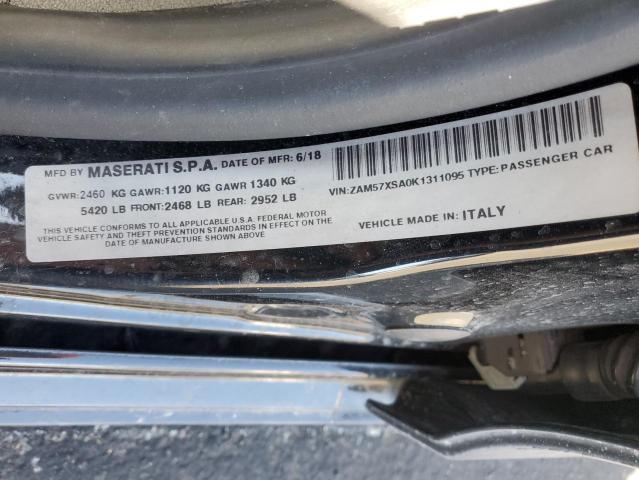 MFD BY MASERATI S.P.A. DATE OF MFR: 6/18
GVWR:2460 KG GAWR:1120 KG GAWR 1340 KG
5420 LB FRONT:2468 LB REAR: 2952 LB
THIS VEHICLE CONFORMS TO ALL APPLICABLE U.S.A. FEDERAL MOTOR
VEHICLE SAFETY AND THEFT PREVENTION STANDARDS IN EFFECT ON THE
DATE OF MANUFACTURE SHOWN ABOVE
VIN:ZAM57XSA0K1311095 TYPE:PASSENGER CAR
VEHICLE MADE IN: ITALY